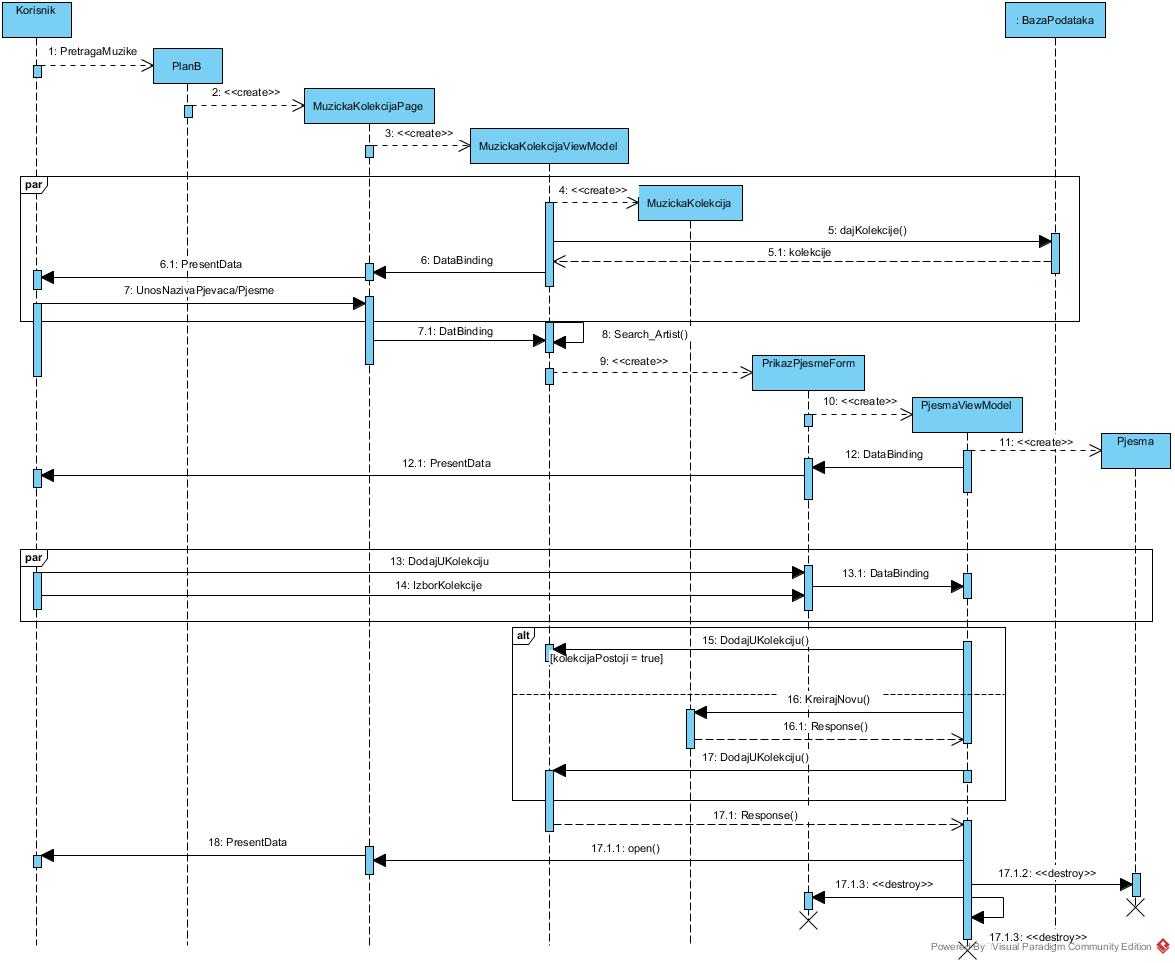 Korisnik
: BazaPodataka
1: PretragaMuzike
PlanB
2: <<create>>
MuzickaKolekcijaPage
3: <<create>>
MuzickaKolekcijaViewModel
par
4: <<create>>
MuzickaKolekcija
5: dajKolekcije()
5.1: kolekcije
6: DataBinding
6.1: PresentData
7: UnosNazivaPjevaca/Pjesme
7.1: DatBinding
8: Search_Artist()
9: <<create>>
PrikazPjesmeForm
10: <<create>>
PjesmaViewModel
11: <<create>>
Pjesma
12: DataBinding
12.1: PresentData
par
13: DodajUKolekciju
13.1: DataBinding
14: IzborKolekcije
alt
15: DodajUKolekciju()
[kolekcijaPostoji = true]
16: KreirajNovu()
16.1: Response()
17: DodajUKolekciju()
17.1: Response()
18: PresentData
17.1.1: open()
17.1.2: <<destroy>>
17.1.3: <<destroy>>
17.1.3: <<destroy>>
Powered By Visual Paradigm Community Edition